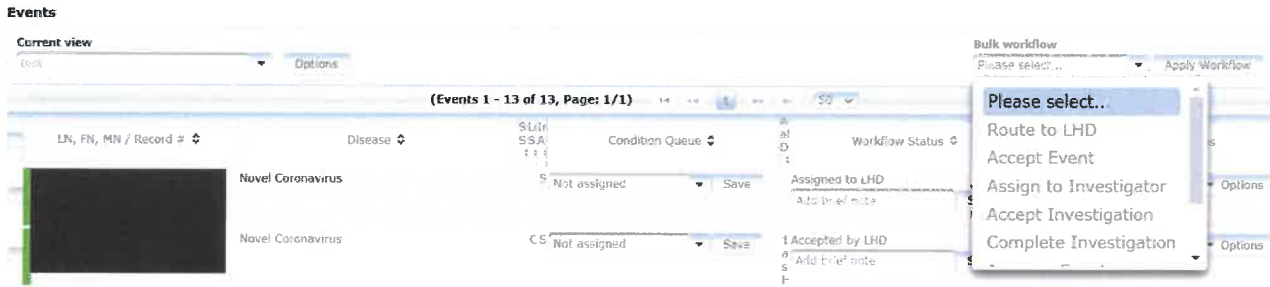 Events
Current view
Bulk workflow
test
Options
Please select...
Apply Workflow
(Events 1 - 13 of 13, Page: 1/1)
1
50
Please select...
LN, FN, MN / Record #
Disease
Condition Queue
Workflow Status
Route to LHD
Accept Event
Novel Coronavirus
Not assigned
Save
Assigned to LHD
Add brief note
Assign to Investigator
Options
Accept Investigation
Novel Coronavirus
CS
Not assigned
Save
Accepted by LHD
Add brief note
Complete Investigation
Options